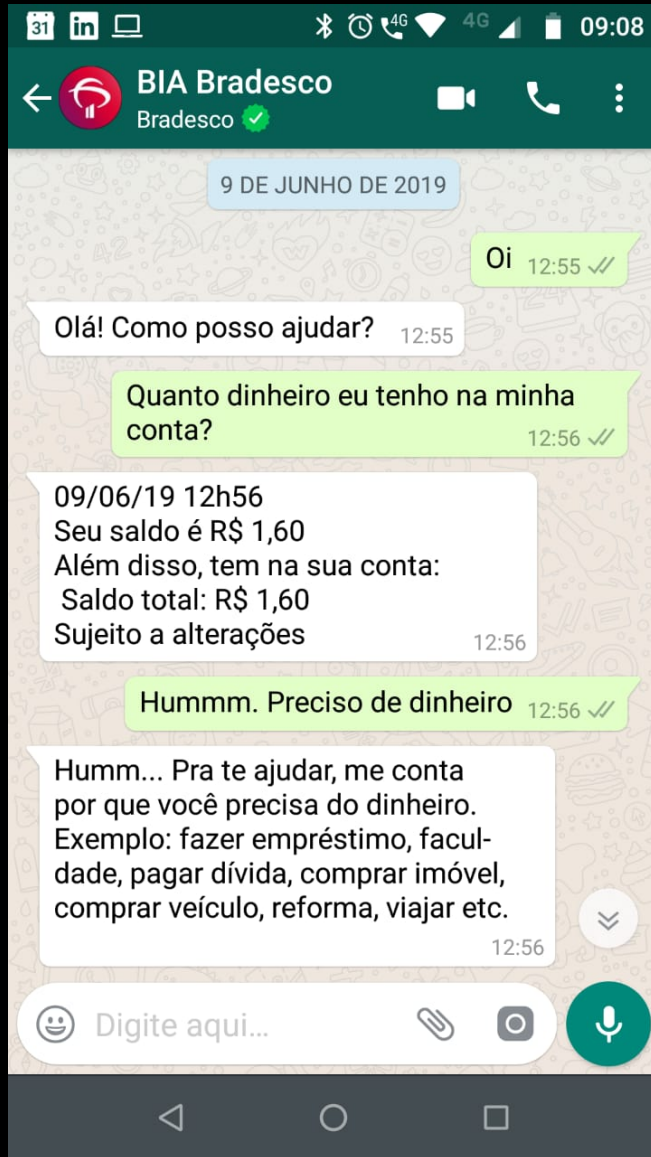 31 in 4G 4G 09:08
BIA Bradesco
Bradesco
9 DE JUNHO DE 2019
Oi 12:55
Olá! Como posso ajudar? 12:55
Quanto dinheiro eu tenho na minha
conta? 12:56
09/06/19 12h56
Seu saldo é R$ 1,60
Além disso, tem na sua conta:
Saldo total: R$ 1,60
Sujeito a alterações 12:56
Hummm. Preciso de dinheiro 12:56
Humm... Pra te ajudar, me conta
por que você precisa do dinheiro.
Exemplo: fazer empréstimo, facul-
dade, pagar dívida, comprar imóvel,
comprar veículo, reforma, viajar etc.
12:56
Digite aqui...